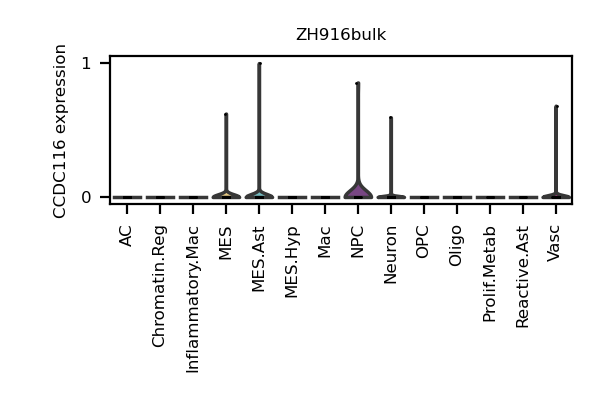 ZH916bulk
CCDC116 expression
1
0
AC
Chromatin.Reg
Inflammatory.Mac
MES
MES.Ast
MES.Hyp
Mac
NPC
Neuron
OPC
Oligo
Prolif.Metab
Reactive.Ast
Vasc